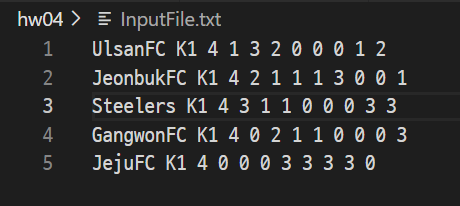 hw04 > InputFile.txt
1 UlsanFC K1 4 1 3 2 0 0 0 1 2
2 JeonbukFC K1 4 2 1 1 1 3 0 0 1
3 Steelers K1 4 3 1 1 0 0 0 3 3
4 GangwonFC K1 4 0 2 1 1 0 0 0 3
5 JejuFC K1 4 0 0 0 3 3 3 3 0